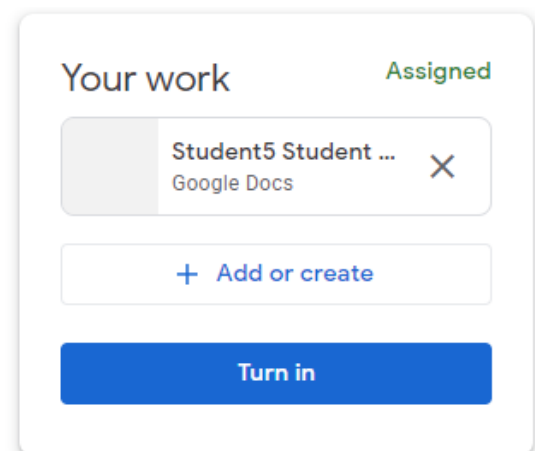 Your work
Assigned
Student5 Student ...
Google Docs
+ Add or create
Turn in